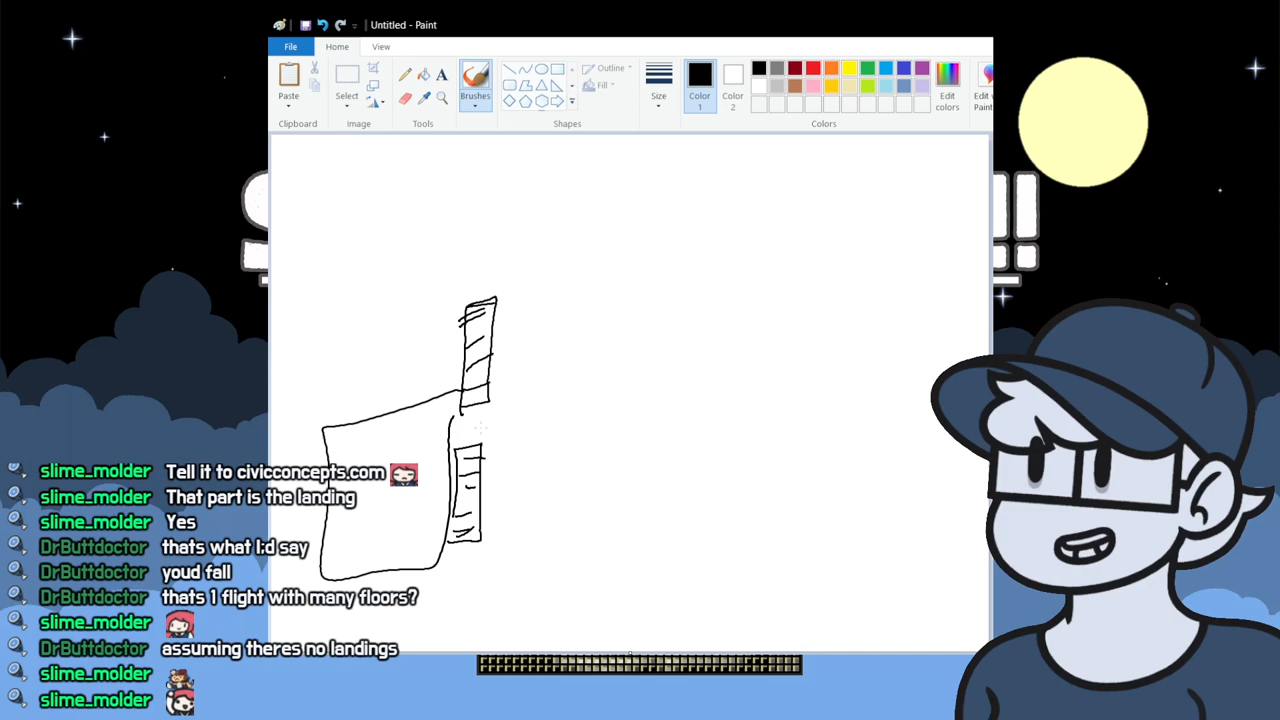 Untitled - Paint
File Home View
Paste Select Brushes Outline Fill Size Color 1 Color 2 Edit colors
Clipboard Image Tools Shapes Colors
slime_molder Tell it to civicconcepts.com
slime_molder That part is the landing
slime_molder Yes
DrButtdoctor thats what I;d say
DrButtdoctor youd fall
DrButtdoctor thats 1 flight with many floors?
slime_molder
DrButtdoctor assuming theres no landings
slime_molder
slime_molder